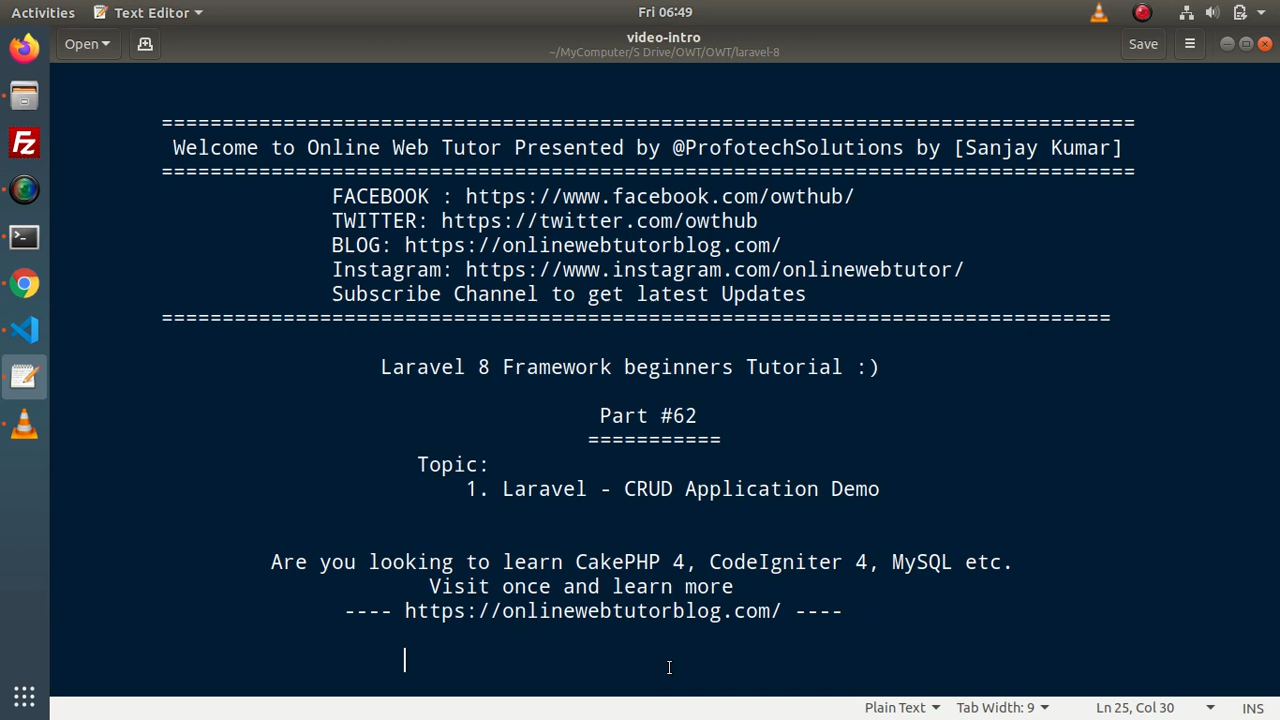 Activities Text Editor Fri 06:49
Open video-intro Save
~/MyComputer/S Drive/OWT/OWT/laravel-8
================================================================================
Welcome to Online Web Tutor Presented by @ProfotechSolutions by [Sanjay Kumar]
================================================================================
FACEBOOK : https://www.facebook.com/owthub/
TWITTER: https://twitter.com/owthub
BLOG: https://onlinewebtutorblog.com/
Instagram: https://www.instagram.com/onlinewebtutor/
Subscribe Channel to get latest Updates
==============================================================================
Laravel 8 Framework beginners Tutorial :)
Part #62
===========
Topic:
1. Laravel - CRUD Application Demo
Are you looking to learn CakePHP 4, CodeIgniter 4, MySQL etc.
Visit once and learn more
---- https://onlinewebtutorblog.com/ ----
Plain Text Tab Width: 9 Ln 25, Col 30 INS